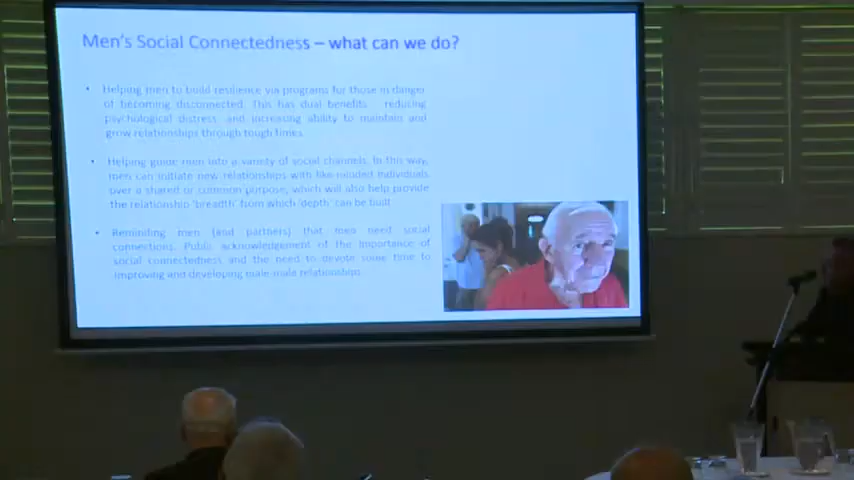 Men's Social Connectedness – what can we do?
• Helping men to build resilience via programs for those in danger
of becoming disconnected. This has dual benefits reducing
psychological distress and increasing ability to maintain and
grow relationships through tough times.
• Helping guide men into a variety of social channels. In this way,
men can initiate new relationships with like minded individuals
over a shared or common purpose, which will also help provide
the relationship 'breadth' from which 'depth' can be built
• Reminding men (and partners) that men need social
connections. Public acknowledgement of the importance of
social connectedness and the need to devote some time to
improving and developing male-male relationships.